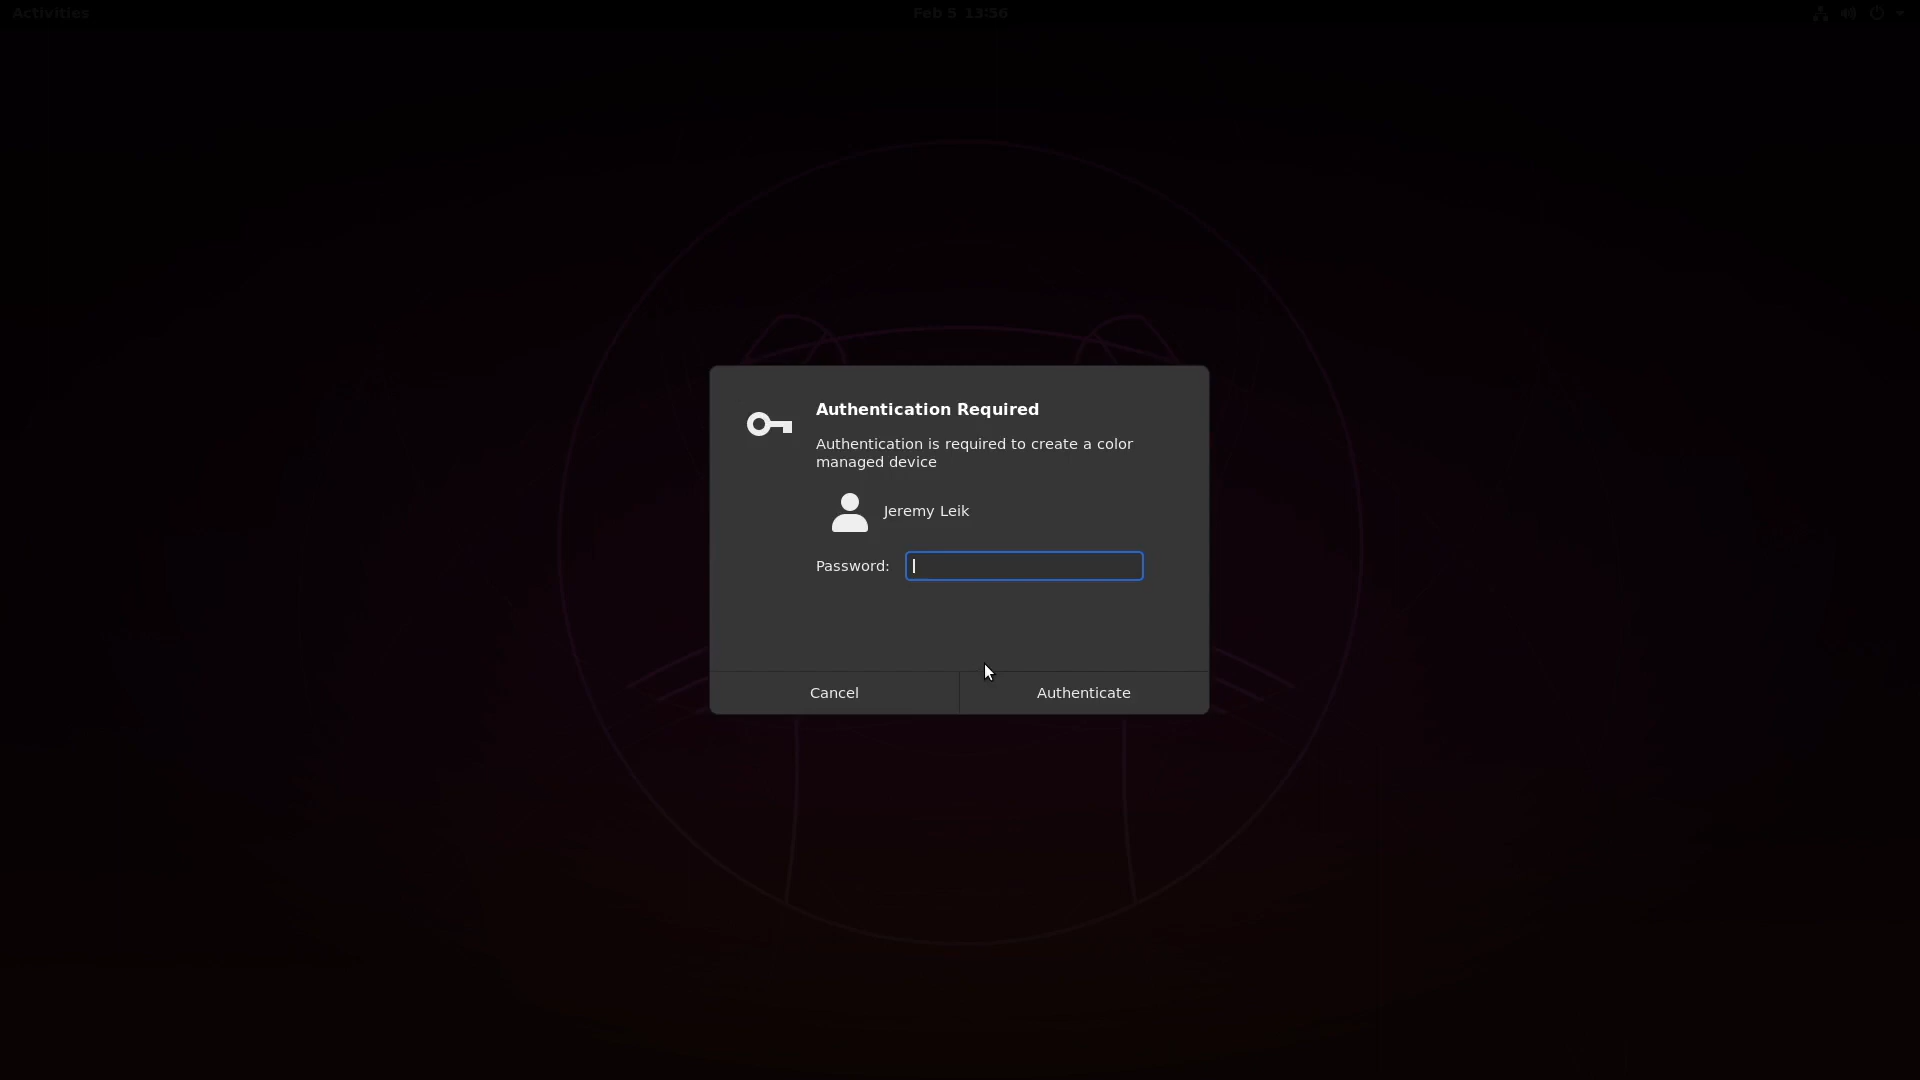 Activities
Feb 5 13:56
Authentication Required
Authentication is required to create a color
managed device
Jeremy Leik
Password:
Cancel
Authenticate